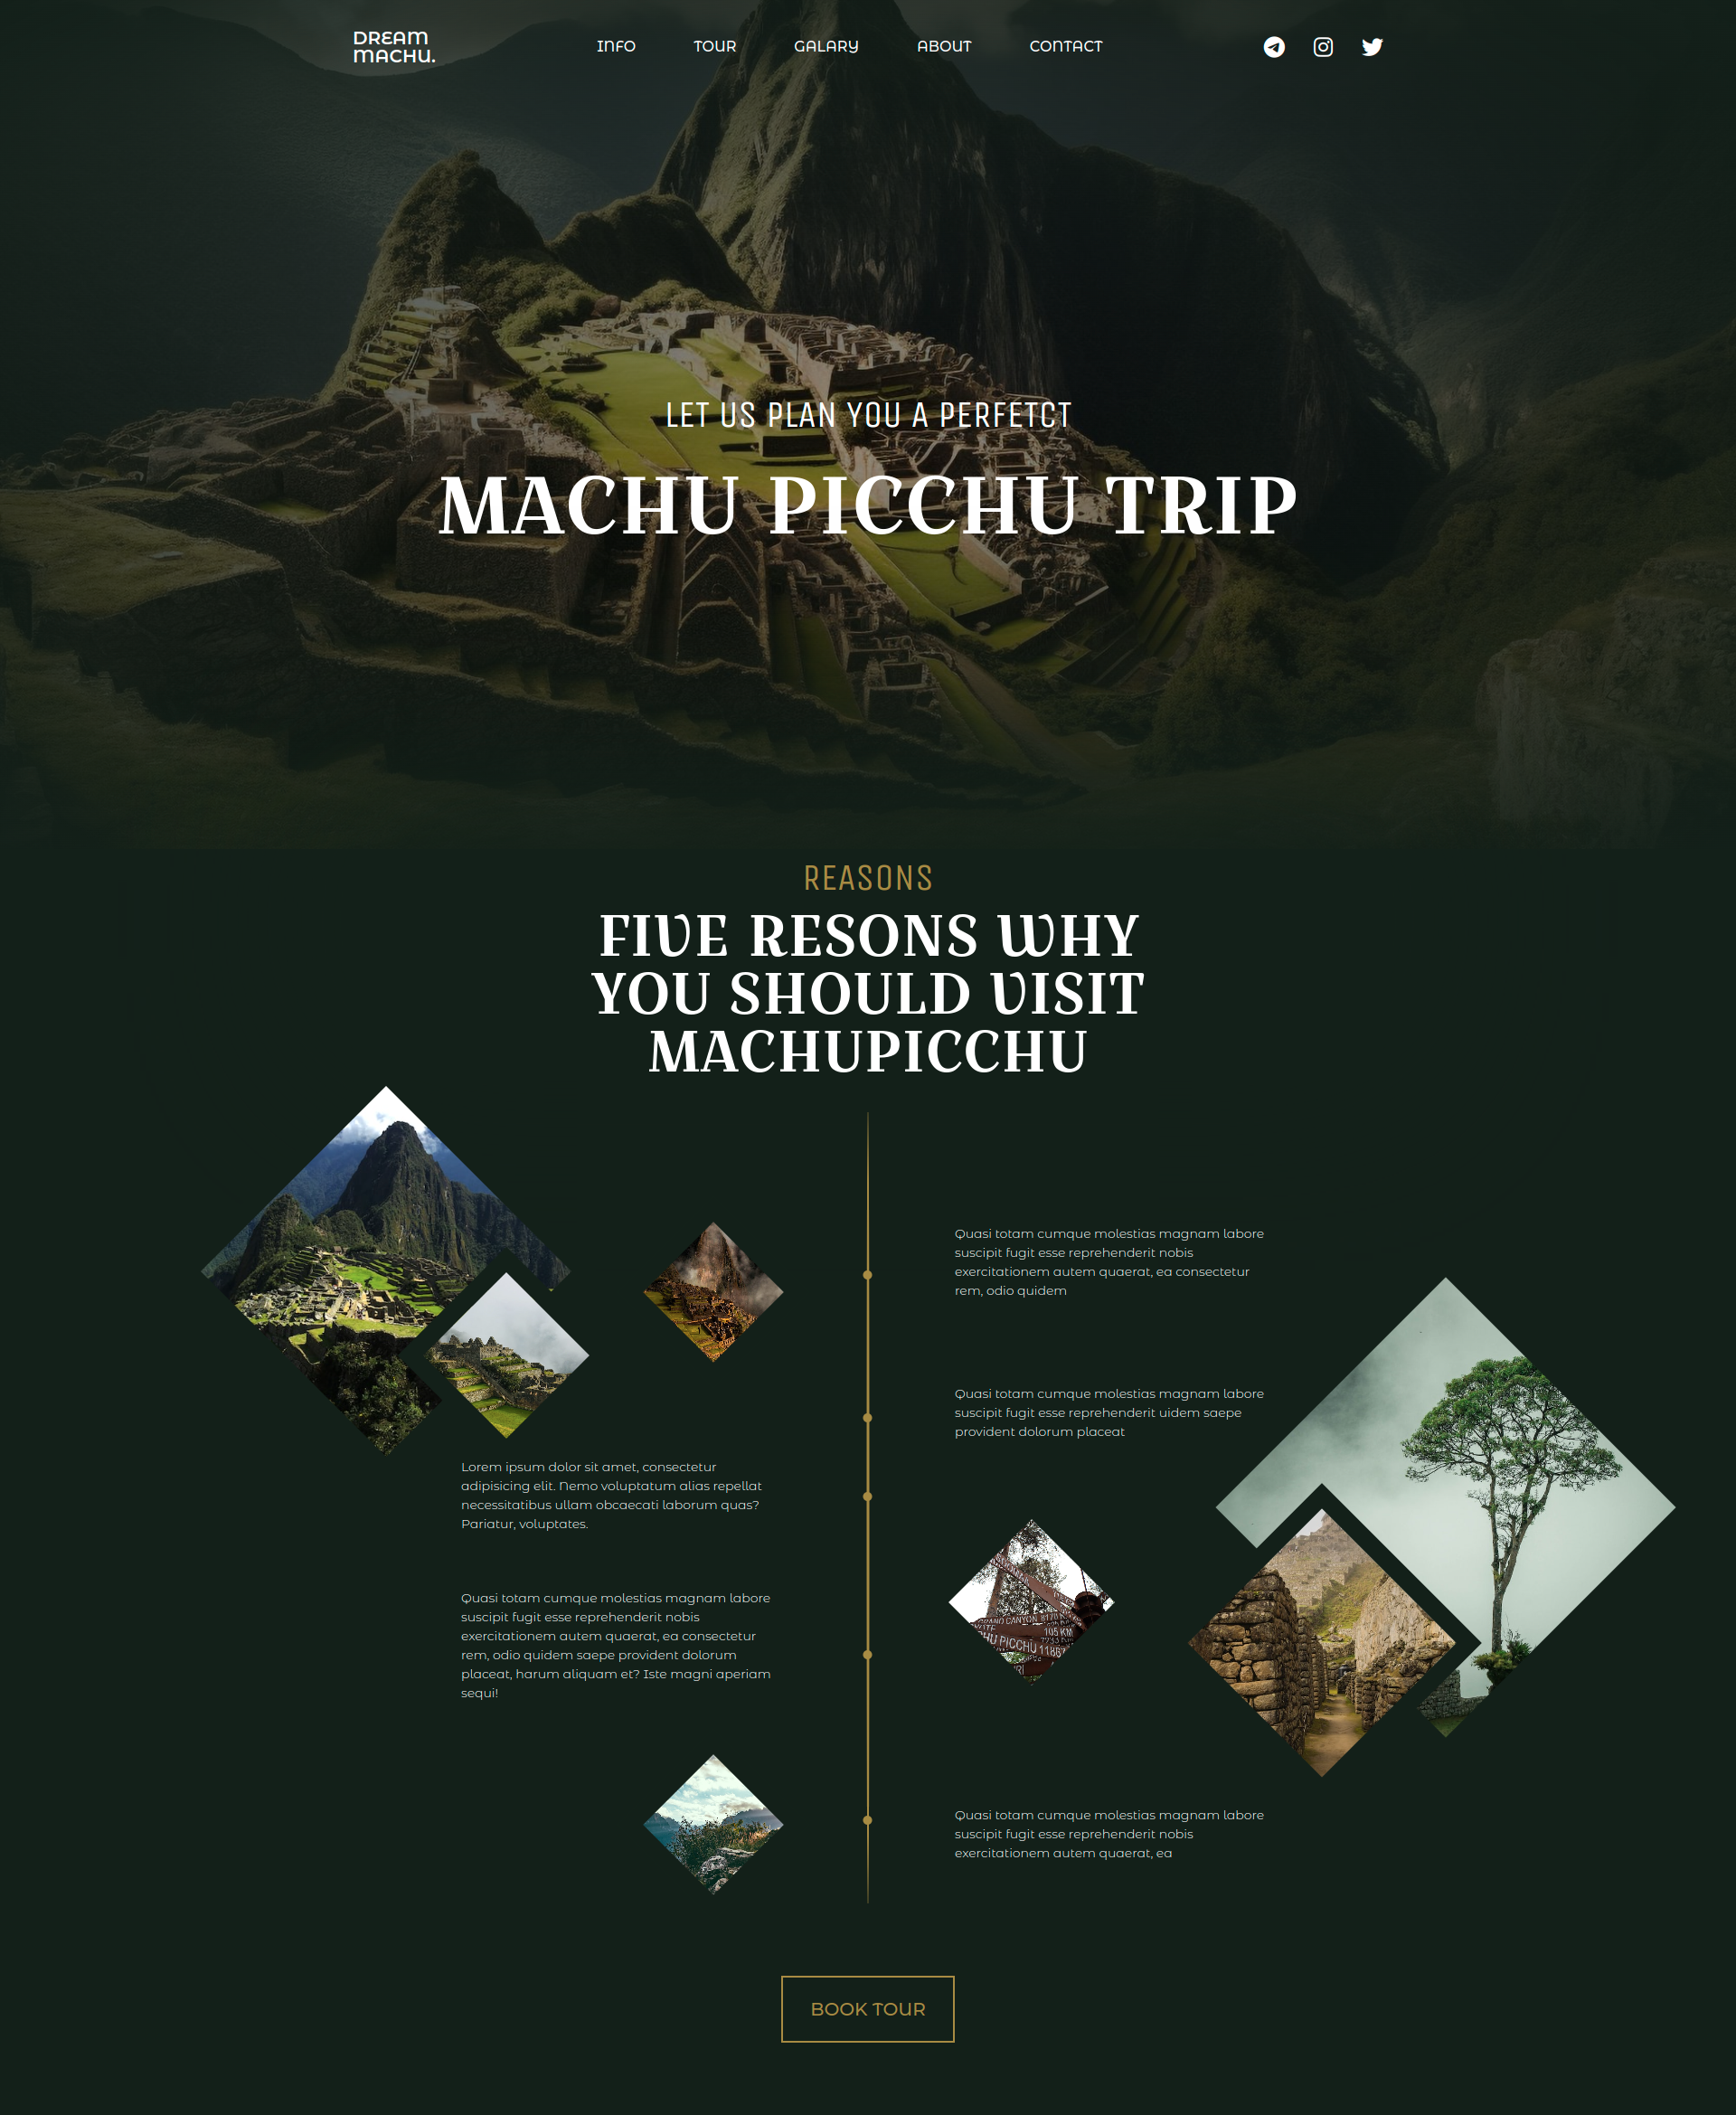 DREAM
MACHU.
INFO TOUR GALARY ABOUT CONTACT
LET US PLAN YOU A PERFETCT
MACHU PICCHU TRIP
REASONS
FIVE RESONS WHY
YOU SHOULD VISIT
MACHUPICCHU
Quasi totam cumque molestias magnam labore
suscipit fugit esse reprehenderit nobis
exercitationem autem quaerat, ea consectetur
rem, odio quidem
Quasi totam cumque molestias magnam labore
suscipit fugit esse reprehenderit uidem saepe
provident dolorum placeat
Lorem ipsum dolor sit amet, consectetur
adipisicing elit. Nemo voluptatum alias repellat
necessitatibus ullam obcaecati laborum quas?
Pariatur, voluptates.
Quasi totam cumque molestias magnam labore
suscipit fugit esse reprehenderit nobis
exercitationem autem quaerat, ea consectetur
rem, odio quidem saepe provident dolorum
placeat, harum aliquam et? Iste magni aperiam
sequi!
CANYON
105 KM
PICCHU
Quasi totam cumque molestias magnam labore
suscipit fugit esse reprehenderit nobis
exercitationem autem quaerat, ea
BOOK TOUR